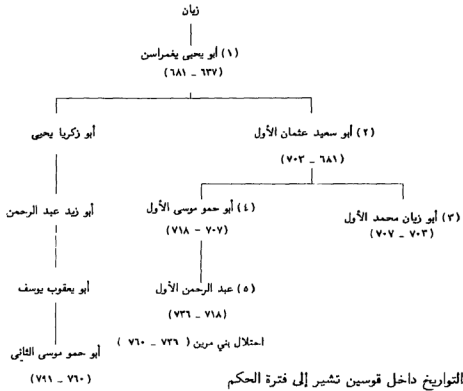 زيان
(١) أبو يحيى يغمراسن
(٦٣٧ – ٦٨١)
(٢) أبو سعيد عثمان الأول
أبو زكريا يحيى
(٦٨١ – ٧٠٣)
(٣) أبو زيان محمد الأول
(٤) أبو حمو موسى الأول
أبو زيد عبد الرحمن
(٧٠٣ – ٧٠٧)
(٧٠٧ – ٧١٨)
(٥) عبد الرحمن الأول
أبو يعقوب يوسف
(٧١٨ – ٧٣٦)
احتلال بني مرين (٧٣٦ – ٧٦٠)
أبو حمو موسى الثاني
(٧٦٠ – ٧٩١)
التواريخ داخل قوسين تشير إلى فترة الحكم